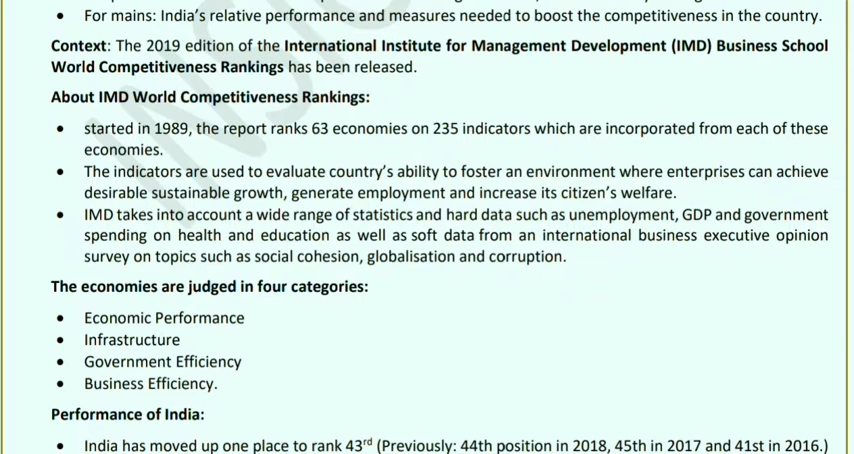 • For mains: India's relative performance and measures needed to boost the competitiveness in the country.
Context: The 2019 edition of the International Institute for Management Development (IMD) Business School
World Competitiveness Rankings has been released.
About IMD World Competitiveness Rankings:
• started in 1989, the report ranks 63 economies on 235 indicators which are incorporated from each of these
economies.
• The indicators are used to evaluate country's ability to foster an environment where enterprises can achieve
desirable sustainable growth, generate employment and increase its citizen's welfare.
• IMD takes into account a wide range of statistics and hard data such as unemployment, GDP and government
spending on health and education as well as soft data from an international business executive opinion
survey on topics such as social cohesion, globalisation and corruption.
The economies are judged in four categories:
• Economic Performance
• Infrastructure
• Government Efficiency
• Business Efficiency.
Performance of India:
• India has moved up one place to rank 43rd (Previously: 44th position in 2018, 45th in 2017 and 41st in 2016.)